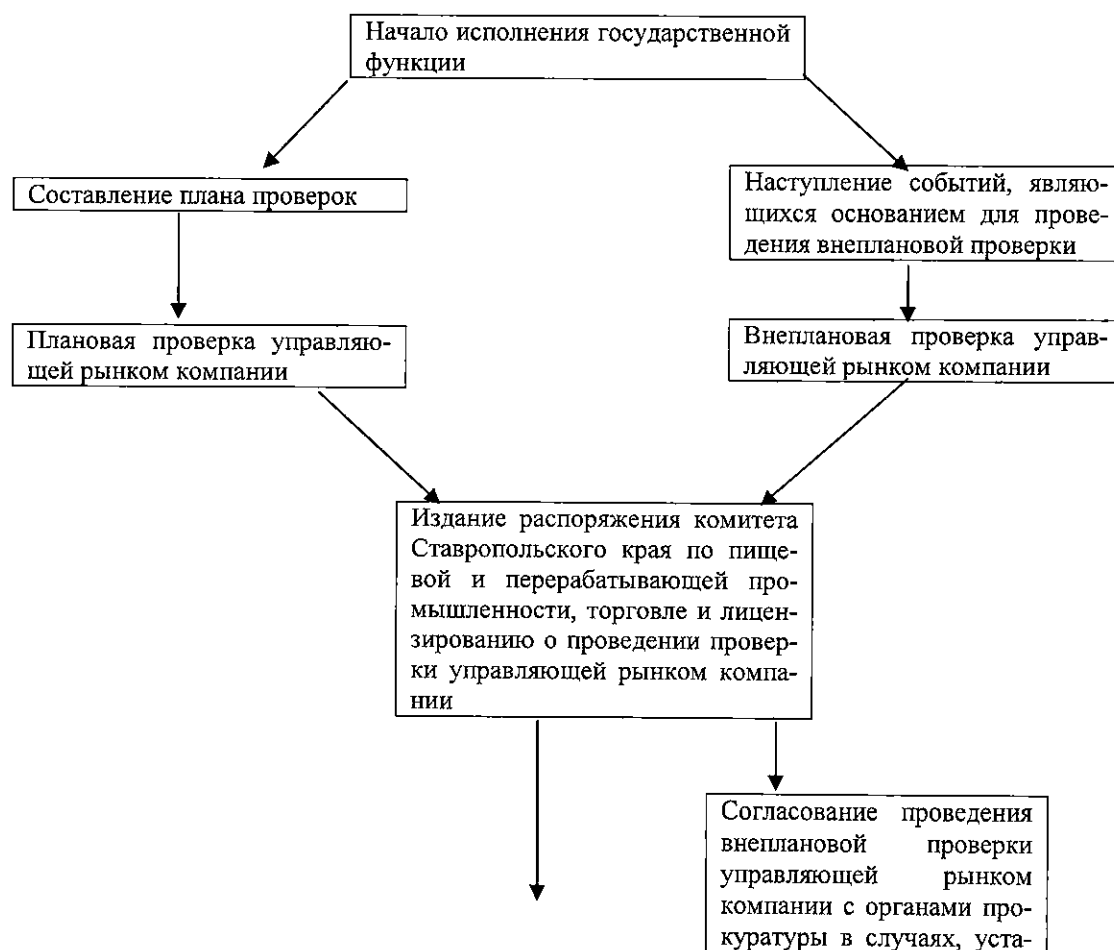 Начало исполнения государственной
функции
Составление плана проверок
Наступление событий, являю-
щихся основанием для прове-
дения внеплановой проверки
Плановая проверка управляю-
щей рынком компании
Внеплановая проверка управ-
ляющей рынком компании
Издание распоряжения комитета
Ставропольского края по пище-
вой и перерабатывающей про-
мышленности, торговле и лицен-
зированию о проведении провер-
ки управляющей рынком компа-
нии
Согласование проведения
внеплановой проверки
управляющей рынком
компании с органами про-
куратуры в случаях, уста-